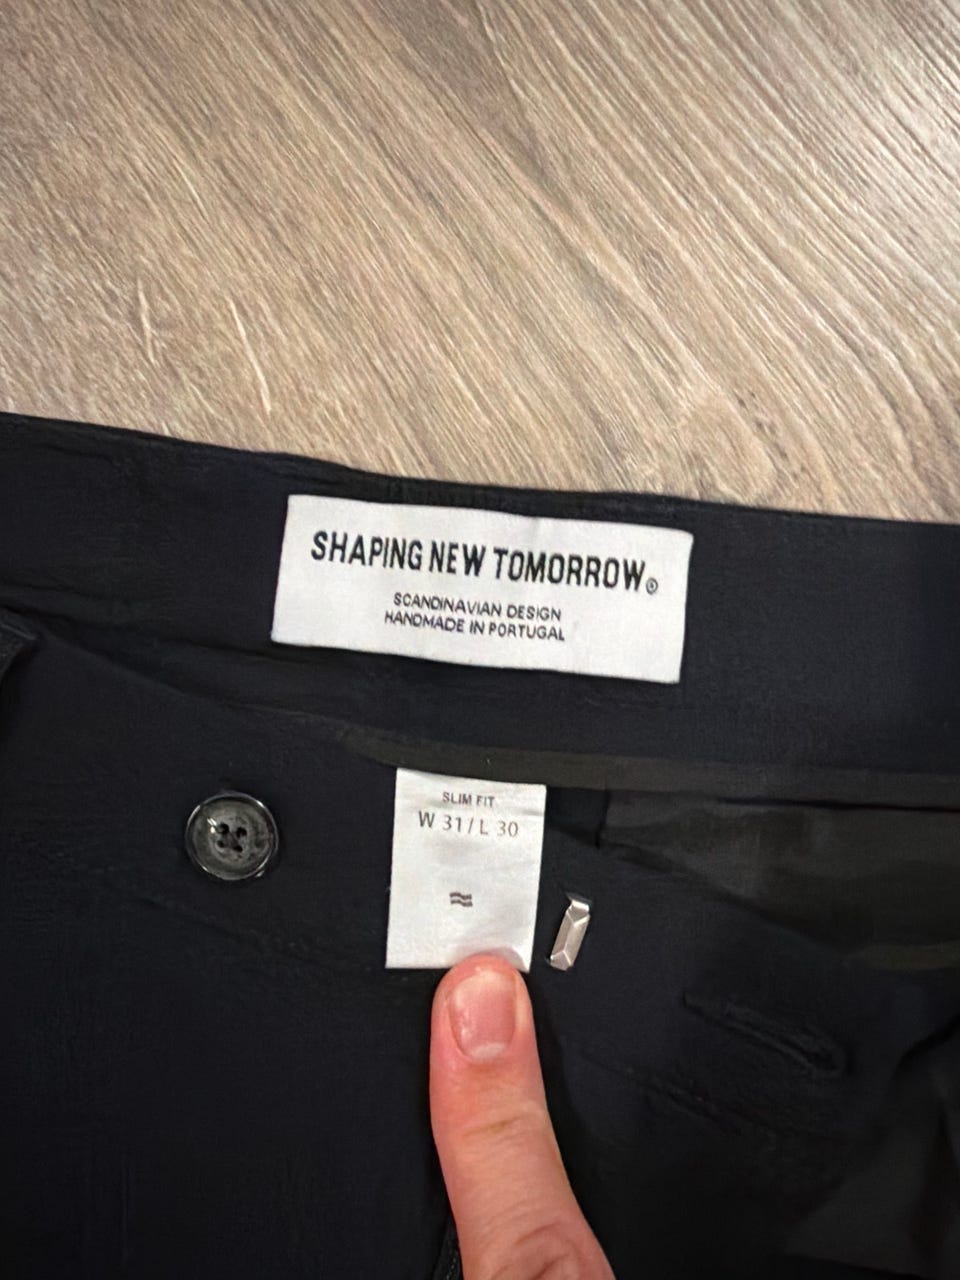 SHAPING NEW TOMORROW®
SCANDINAVIAN DESIGN
HANDMADE IN PORTUGAL
SLIM FIT
W 31/L 30